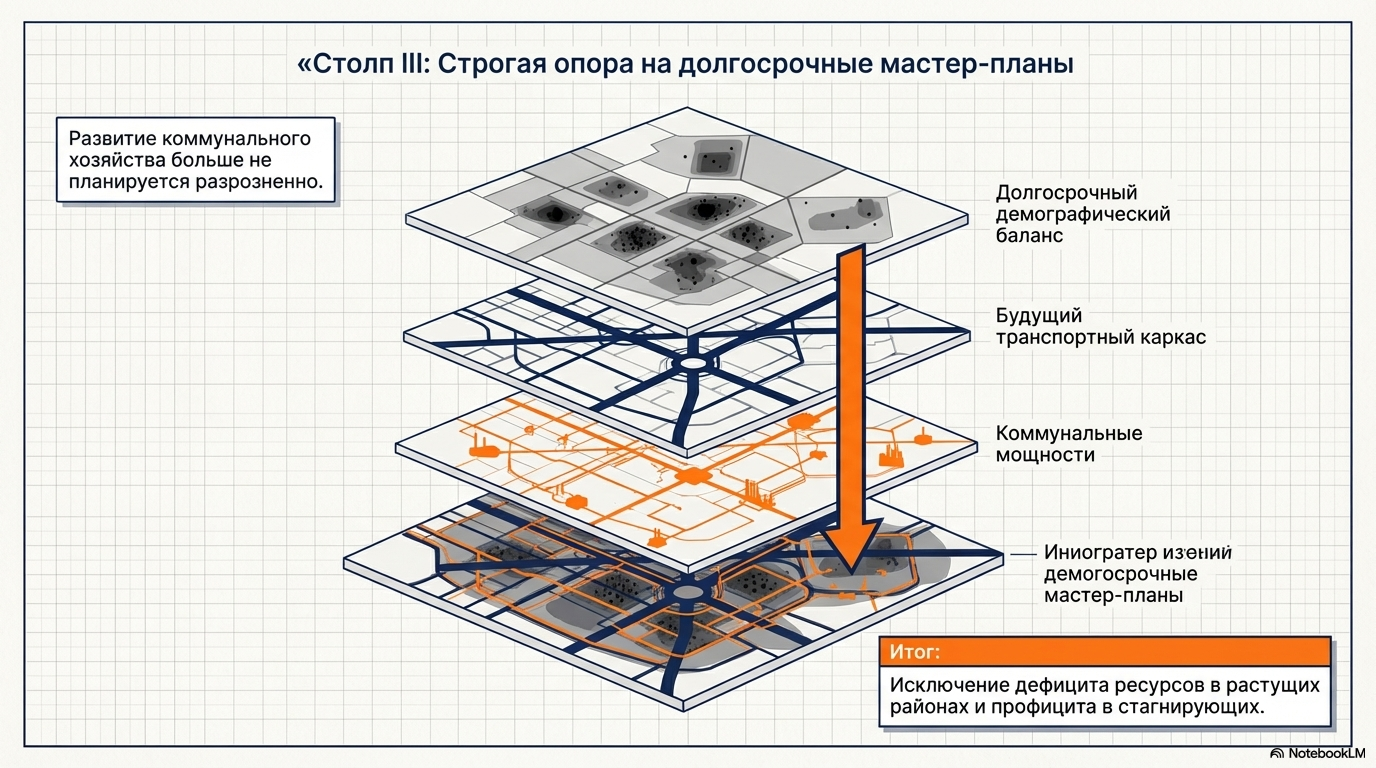 «Столп III: Строгая опора на долгосрочные мастер-планы
Развитие коммунального
хозяйства больше не
планируется разрозненно.
Долгосрочный
демографический
баланс
Будущий
транспортный каркас
Коммунальные
мощности
Иниогратер
демогосрочные
мастер-планы
Итог:
Исключение дефицита ресурсов в растущих
районах и профицита в стагнирующих.
NotebookLM